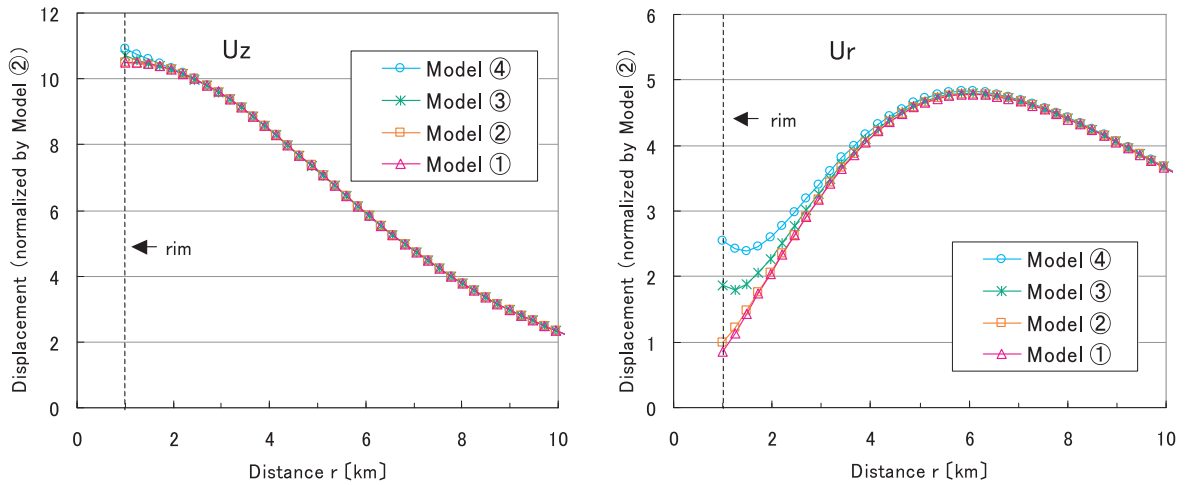 Displacement (normalized by Model ②)
12
10
8
6
4
2
0
Uz
Model ④
Model ③
Model ②
Model ①
rim
0 2 4 6 8 10
Distance r [km]
Displacement (normalized by Model ②)
6
5
4
3
2
1
0
Ur
rim
Model ④
Model ③
Model ②
Model ①
0 2 4 6 8 10
Distance r [km]